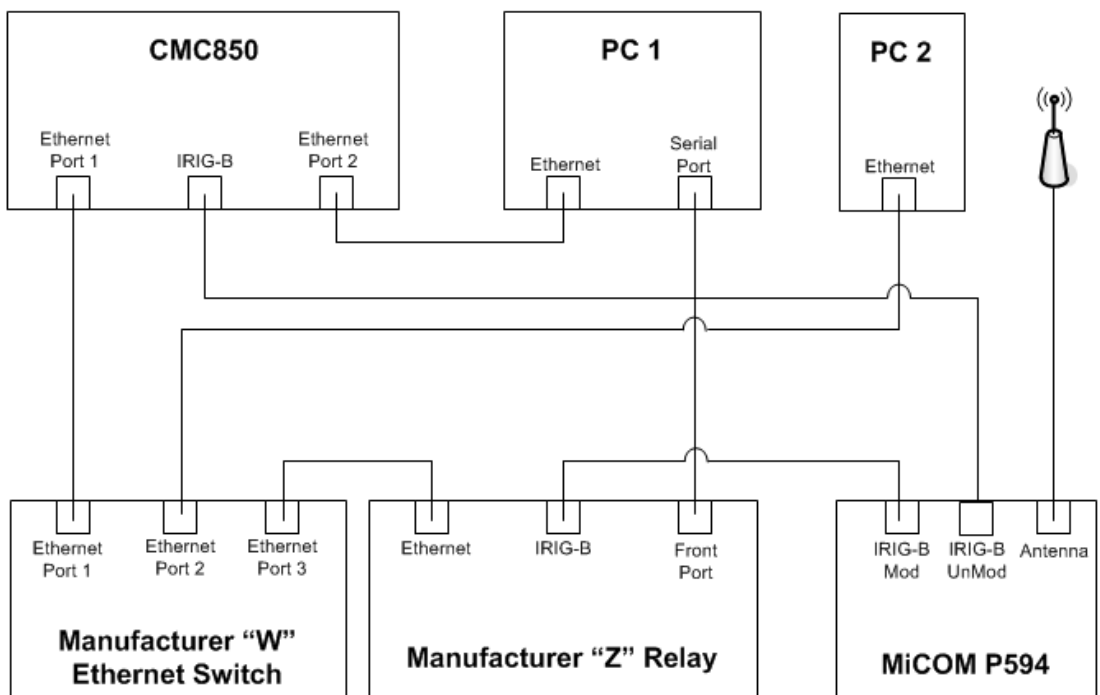 CMC850
PC 1
PC 2
Ethernet
Port 1
IRIG-B
Ethernet
Port 2
Ethernet
Serial
Port
Ethernet
Ethernet
Port 1
Ethernet
Port 2
Ethernet
Port 3
Ethernet
IRIG-B
Front
Port
IRIG-B
Mod
IRIG-B
UnMod
Antenna
Manufacturer “W”
Ethernet Switch
Manufacturer “Z” Relay
MiCOM P594